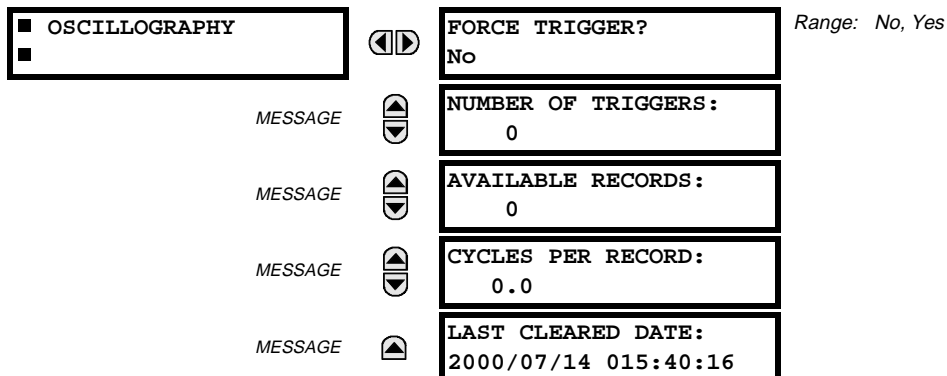 OSCILLOGRAPHY
FORCE TRIGGER?
No
Range: No, Yes
MESSAGE
NUMBER OF TRIGGERS:
0
MESSAGE
AVAILABLE RECORDS:
0
MESSAGE
CYCLES PER RECORD:
0.0
MESSAGE
LAST CLEARED DATE:
2000/07/14 015:40:16